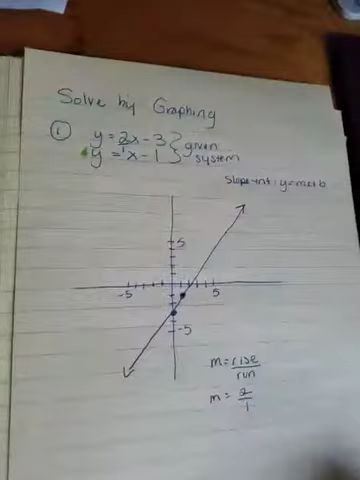 Solve by Graphing
① y = 2x - 3 } given
y = ¹x - 1 } system
Slope-int: y=mx+b
5
-5 5
-5
m = rise
run
m = 2
1